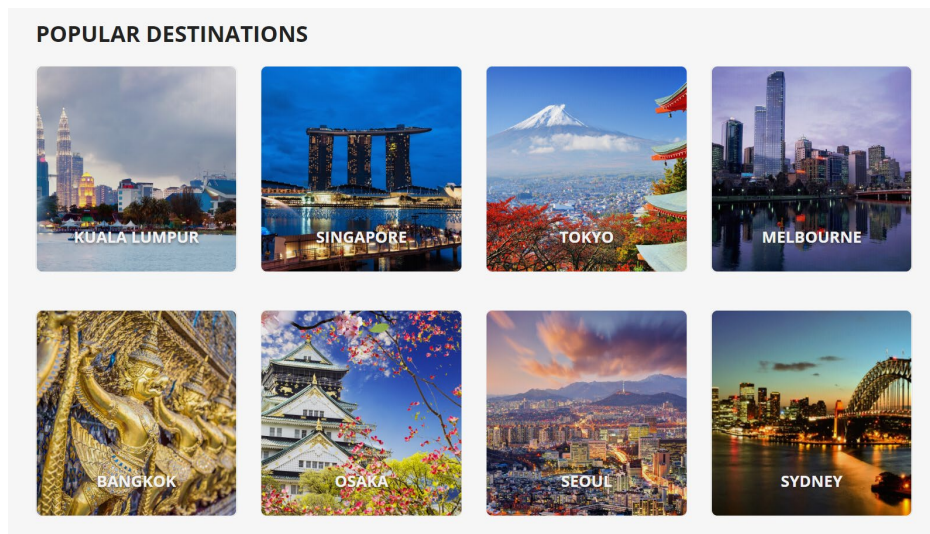 POPULAR DESTINATIONS
KUALA LUMPUR
SINGAPORE
TOKYO
MELBOURNE
BANGKOK
OSAKA
SEOUL
SYDNEY